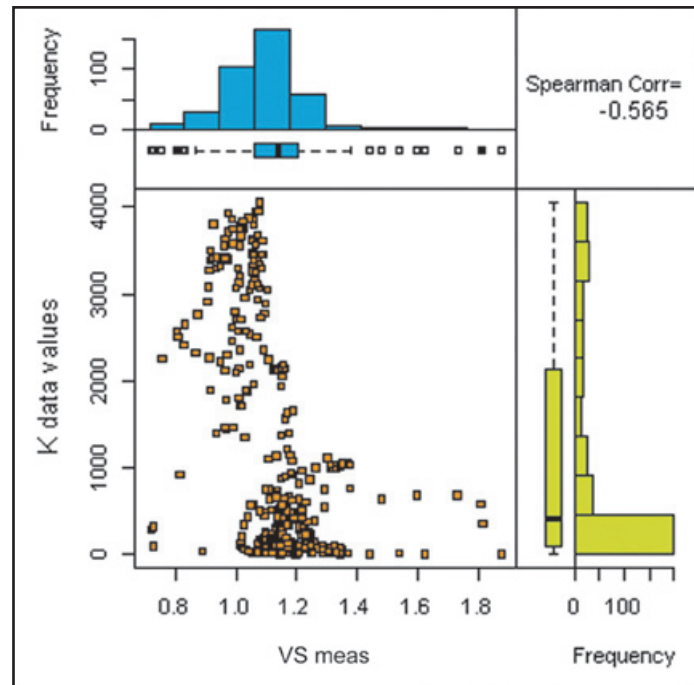 Frequency
0
100
Spearman Corr=
-0.565
K data values
0
1000
2000
3000
4000
0.8 1.0 1.2 1.4 1.6 1.8
VS meas
0 100
Frequency